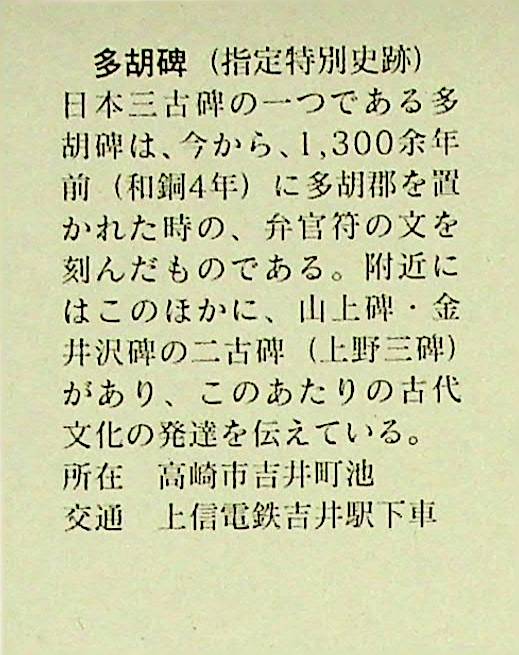 多胡碑（指定特別史跡）
日本三古碑の一つである多
胡碑は、今から、1,300余年
前（和銅4年）に多胡郡を置
かれた時の、弁官符の文を
刻んだものである。附近に
はこのほかに、山上碑・金
井沢碑の二古碑（上野三碑）
があり、このあたりの古代
文化の発達を伝えている。
所在　高崎市吉井町池
交通　上信電鉄吉井駅下車